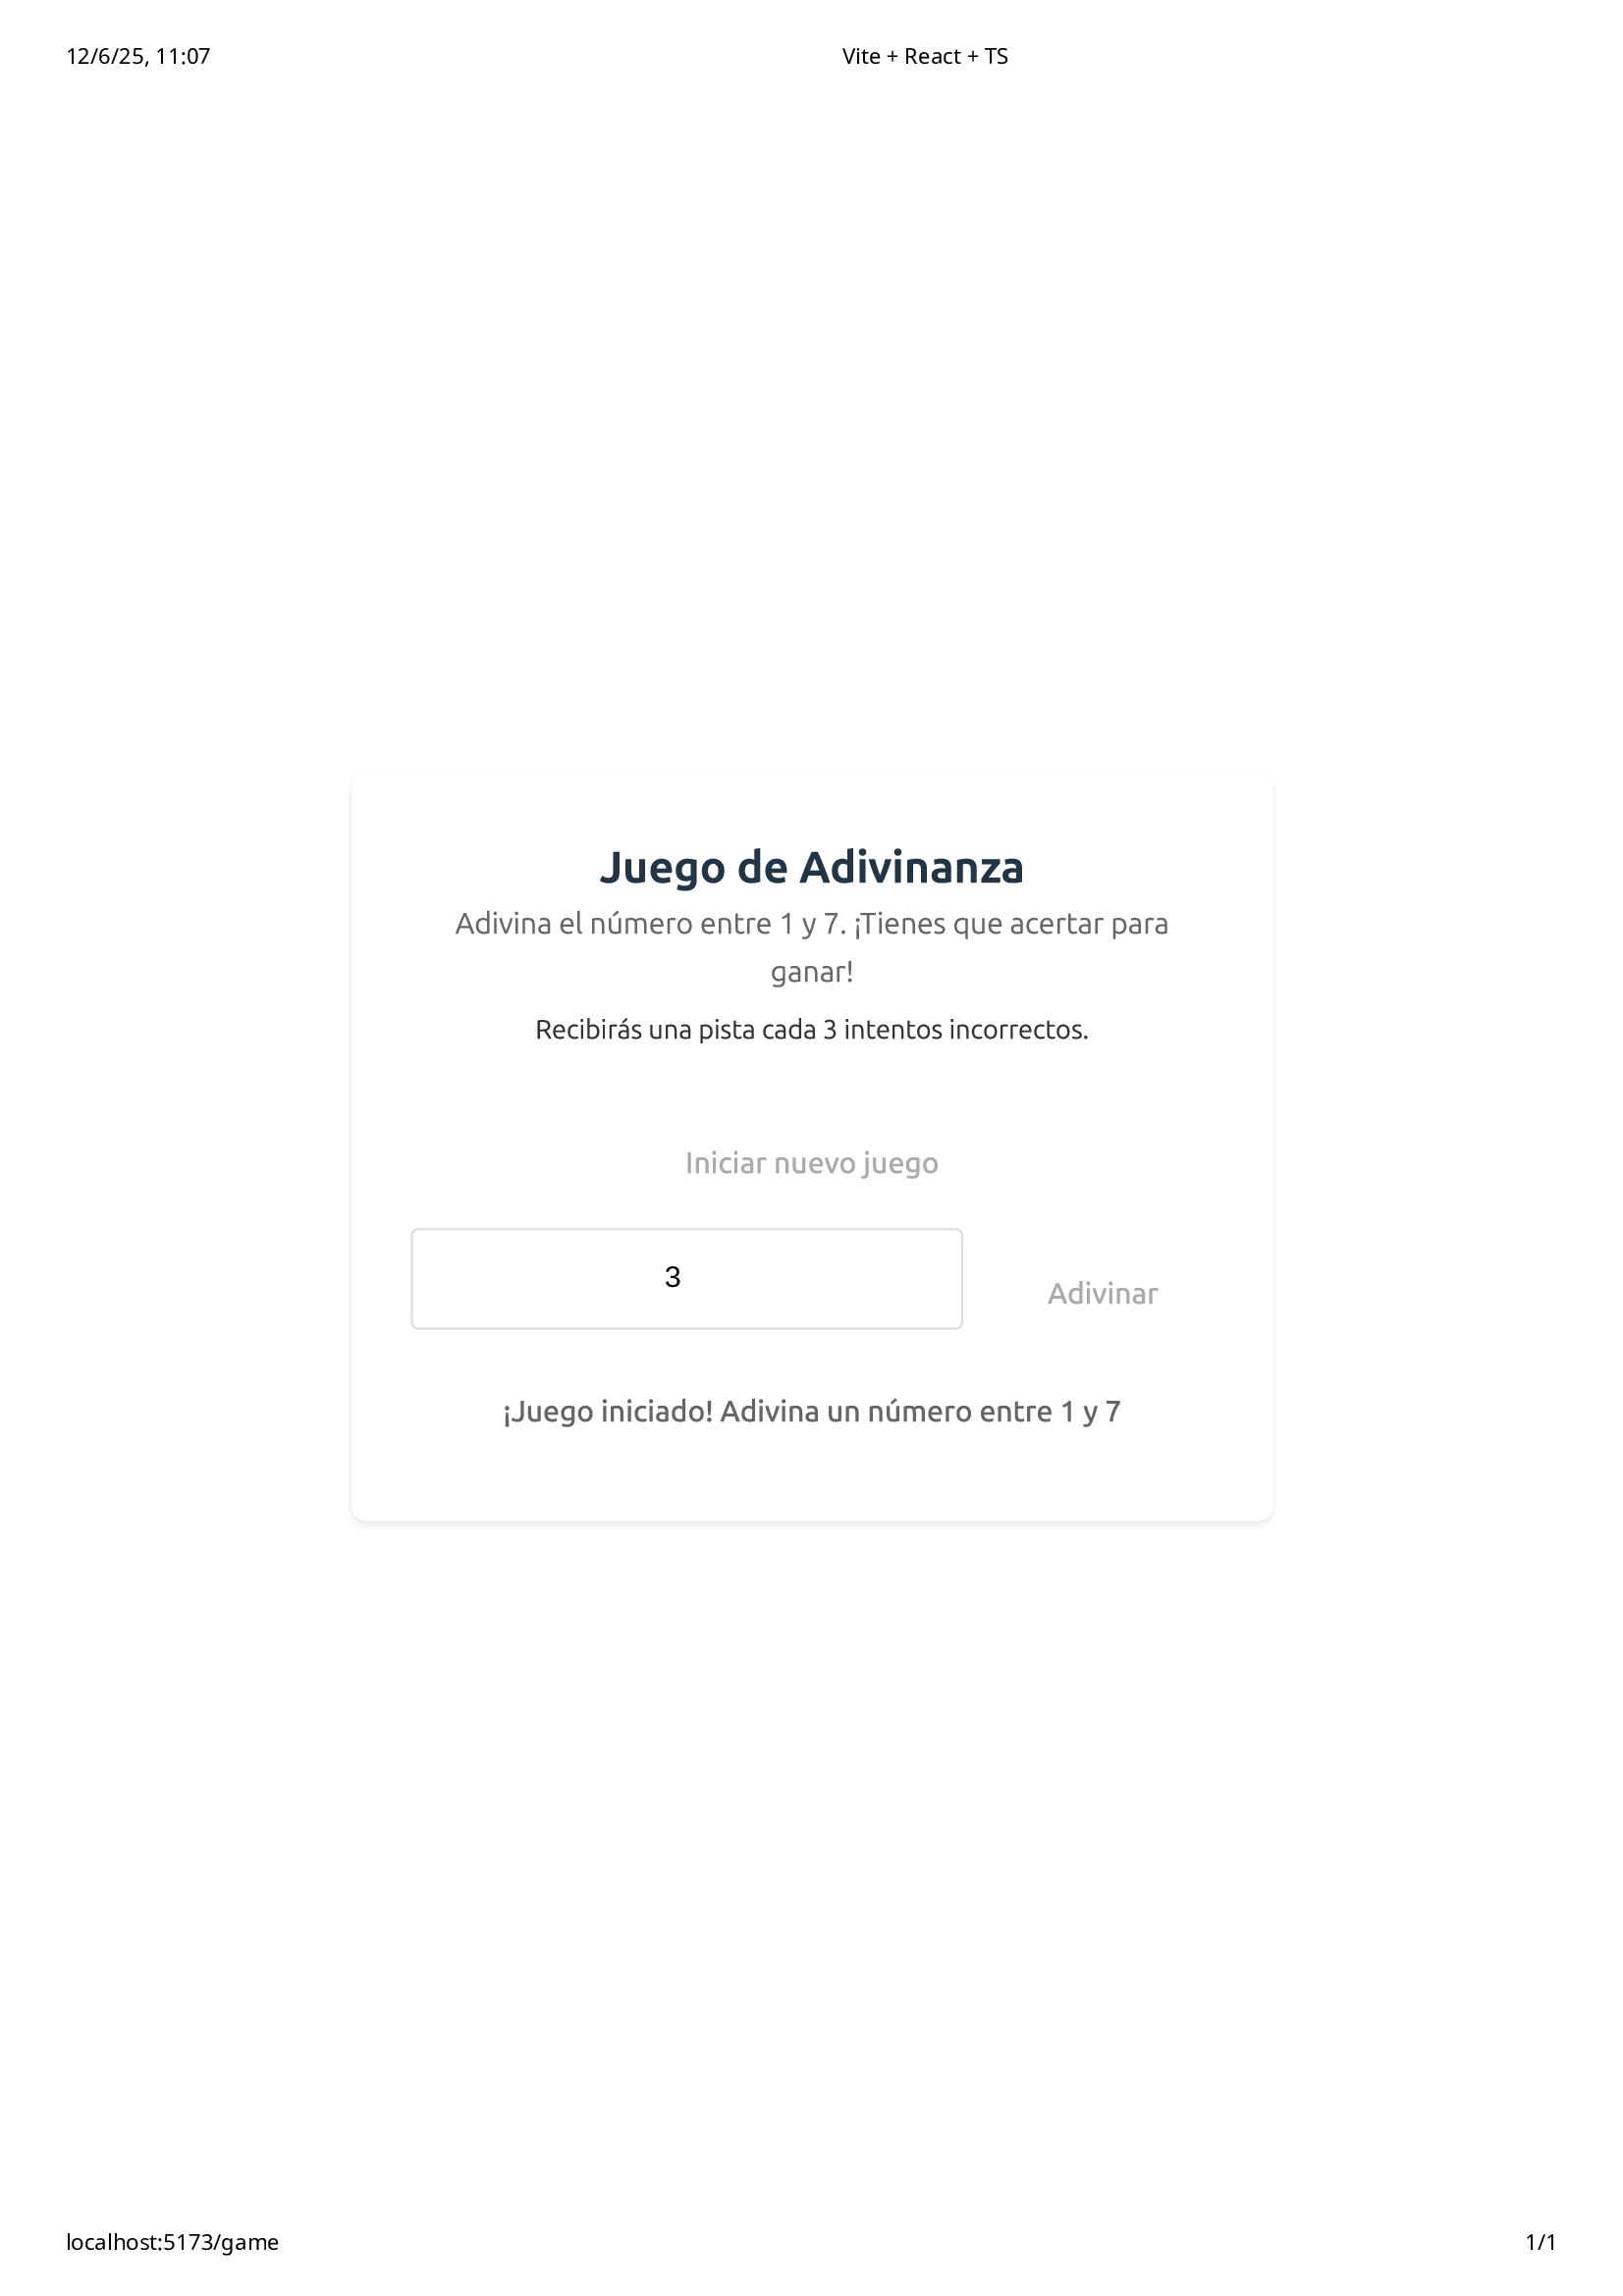 12/6/25, 11:07
Vite + React + TS
Juego de Adivinanza
Adivina el número entre 1 y 7. ¡Tienes que acertar para
ganar!
Recibirás una pista cada 3 intentos incorrectos.
Iniciar nuevo juego
3
Adivinar
¡Juego iniciado! Adivina un número entre 1 y 7
localhost:5173/game
1/1